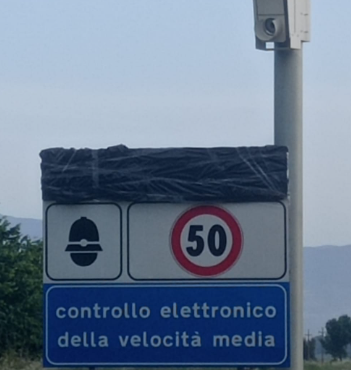 50
controllo elettronico
della velocità media